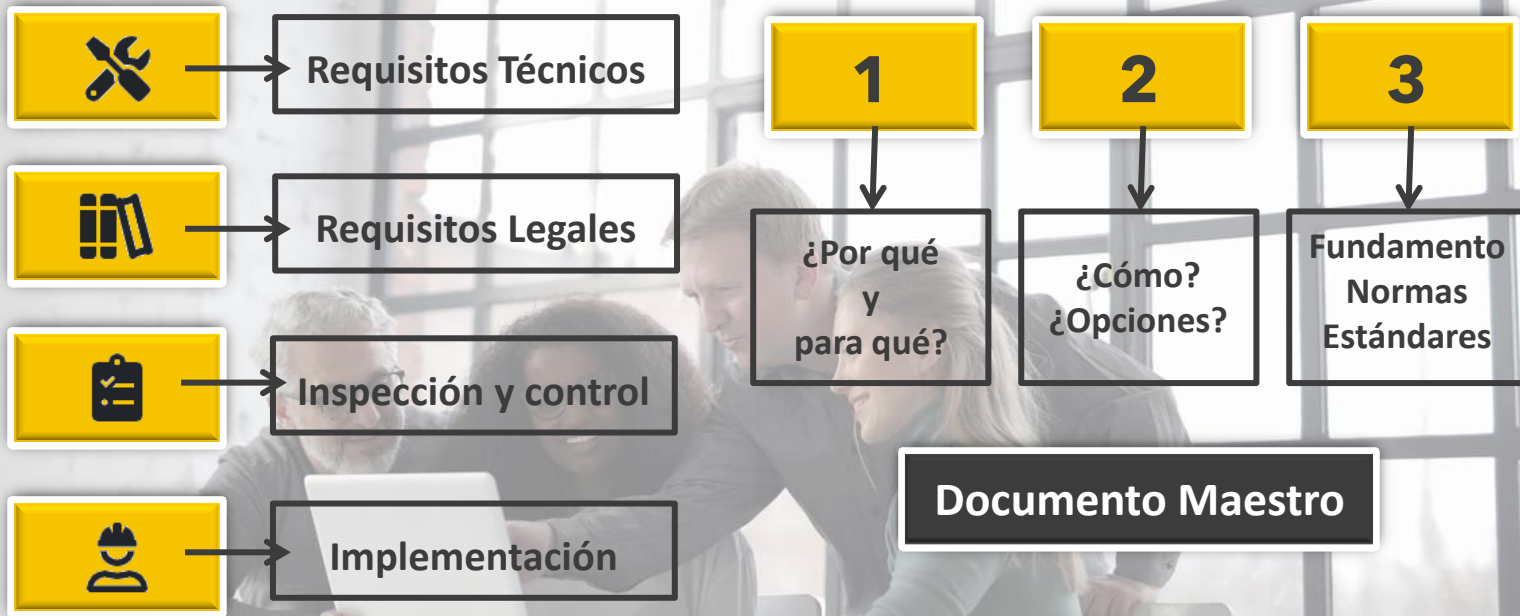 Requisitos Técnicos
Requisitos Legales
Inspección y control
Implementación
1
2
3
¿Por qué
y
para qué?
¿Cómo?
¿Opciones?
Fundamento
Normas
Estándares
Documento Maestro